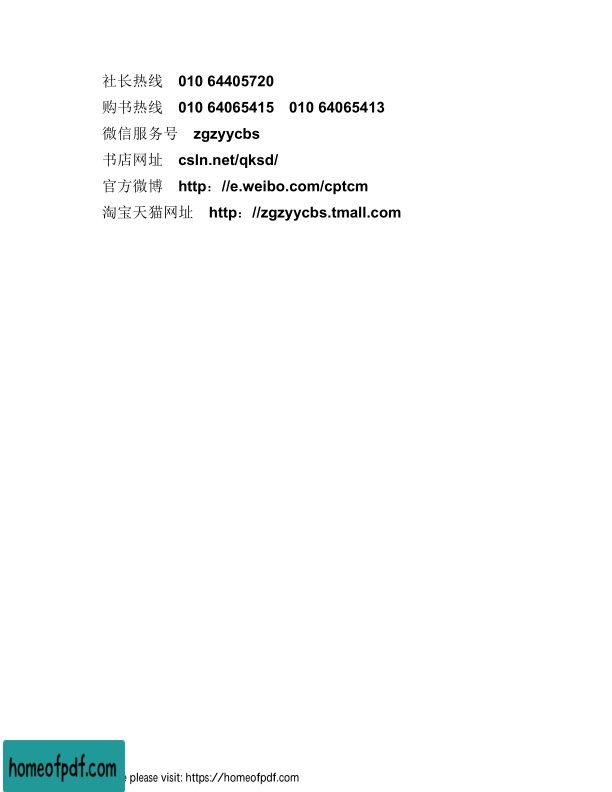 社长热线　010 64405720
购书热线　010 64065415　010 64065413
微信服务号　zgzyycbs
书店网址　csln.net/qksd/
官方微博　http：//e.weibo.com/cptcm
淘宝天猫网址　http：//zgzyycbs.tmall.com
homeofpdf.com
please visit: https://homeofpdf.com